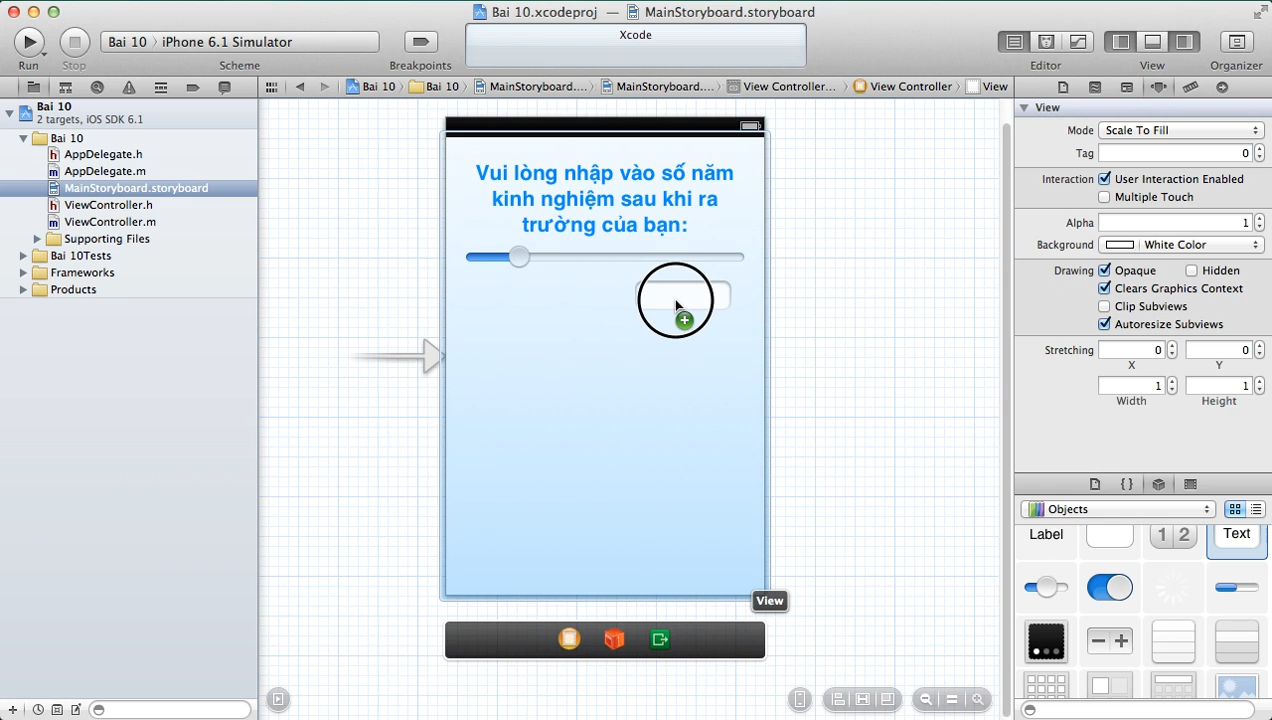 Bai 10.xcodeproj — MainStoryboard.storyboard
Run
Stop
Bai 10 〉 iPhone 6.1 Simulator
Scheme
Breakpoints
Xcode
Editor
View
Organizer
Bai 10 〉 Bai 10 〉 MainStoryboard.... 〉 MainStoryboard.... 〉 View Controller... 〉 View Controller 〉 View
Bai 10
2 targets, iOS SDK 6.1
Bai 10
h AppDelegate.h
m AppDelegate.m
MainStoryboard.storyboard
h ViewController.h
m ViewController.m
Supporting Files
Bai 10Tests
Frameworks
Products
Vui lòng nhập vào số năm
kinh nghiệm sau khi ra
trường của bạn:
View
View
Mode Scale To Fill
Tag 0
Interaction User Interaction Enabled
Multiple Touch
Alpha 1
Background White Color
Drawing Opaque Hidden
Clears Graphics Context
Clip Subviews
Autoresize Subviews
Stretching 0 0
X Y
1 1
Width Height
{ }
Objects
Label 1 2 Text